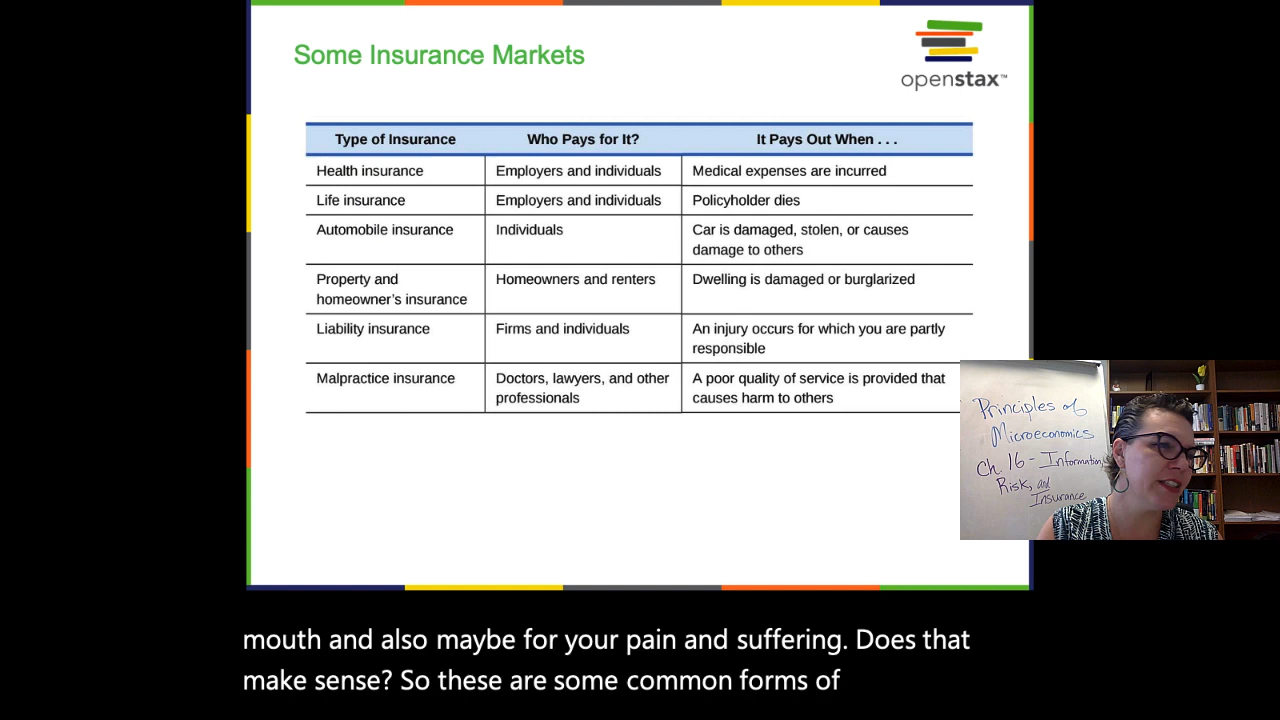 Some Insurance Markets
openstax™
Type of Insurance Who Pays for It? It Pays Out When . . .
Health insurance Employers and individuals Medical expenses are incurred
Life insurance Employers and individuals Policyholder dies
Automobile insurance Individuals Car is damaged, stolen, or causes
damage to others
Property and Homeowners and renters Dwelling is damaged or burglarized
homeowner's insurance
Liability insurance Firms and individuals An injury occurs for which you are partly
responsible
Malpractice insurance Doctors, lawyers, and other A poor quality of service is provided that
professionals causes harm to others
Principles of
Microeconomics
Ch. 16 - Information,
Risk, and
Insurance
mouth and also maybe for your pain and suffering. Does that
make sense? So these are some common forms of